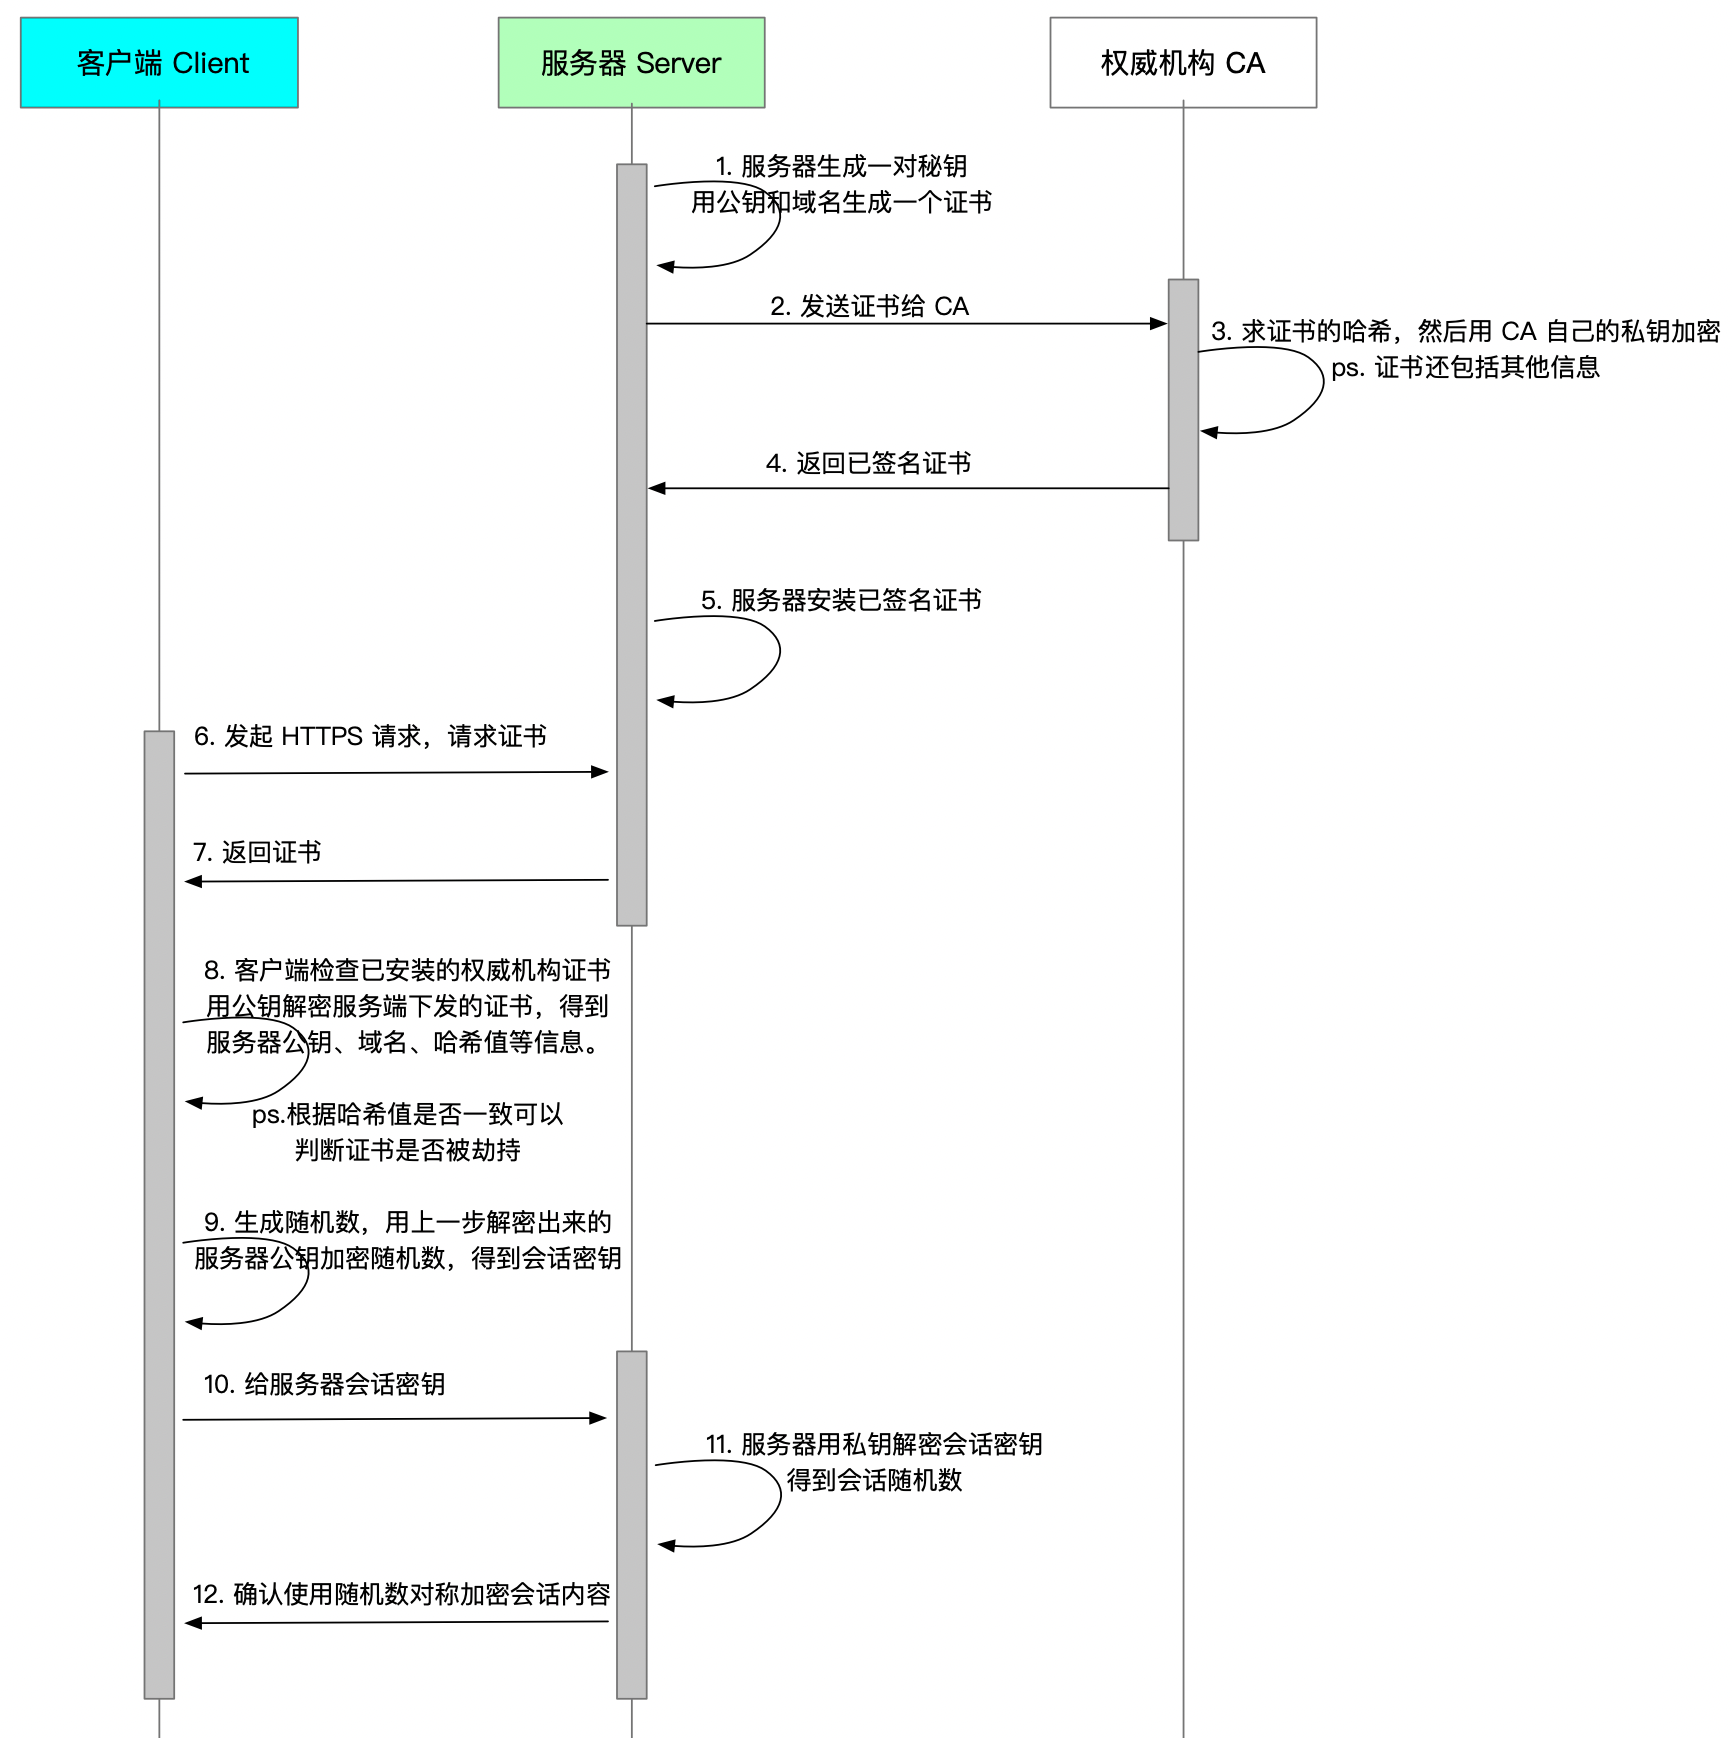 客户端 Client
服务器 Server
权威机构 CA
1. 服务器生成一对秘钥
用公钥和域名生成一个证书
2. 发送证书给 CA
3. 求证书的哈希，然后用 CA 自己的私钥加密
ps. 证书还包括其他信息
4. 返回已签名证书
5. 服务器安装已签名证书
6. 发起 HTTPS 请求，请求证书
7. 返回证书
8. 客户端检查已安装的权威机构证书
用公钥解密服务端下发的证书，得到
服务器公钥、域名、哈希值等信息。
ps.根据哈希值是否一致可以
判断证书是否被劫持
9. 生成随机数，用上一步解密出来的
服务器公钥加密随机数，得到会话密钥
10. 给服务器会话密钥
11. 服务器用私钥解密会话密钥
得到会话随机数
12. 确认使用随机数对称加密会话内容